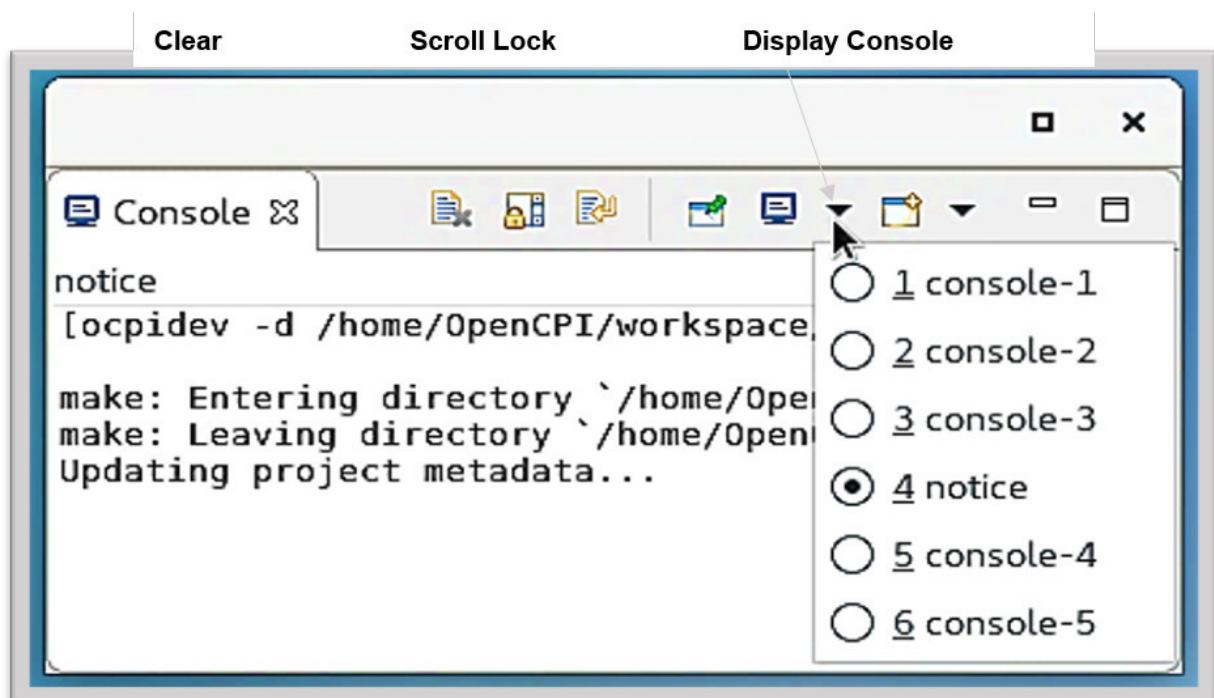 Clear Scroll Lock Display Console
Console
notice
[ocpidev -d /home/OpenCPI/workspace
make: Entering directory `/home/Ope
make: Leaving directory `/home/Open
Updating project metadata...
1 console-1
2 console-2
3 console-3
4 notice
5 console-4
6 console-5